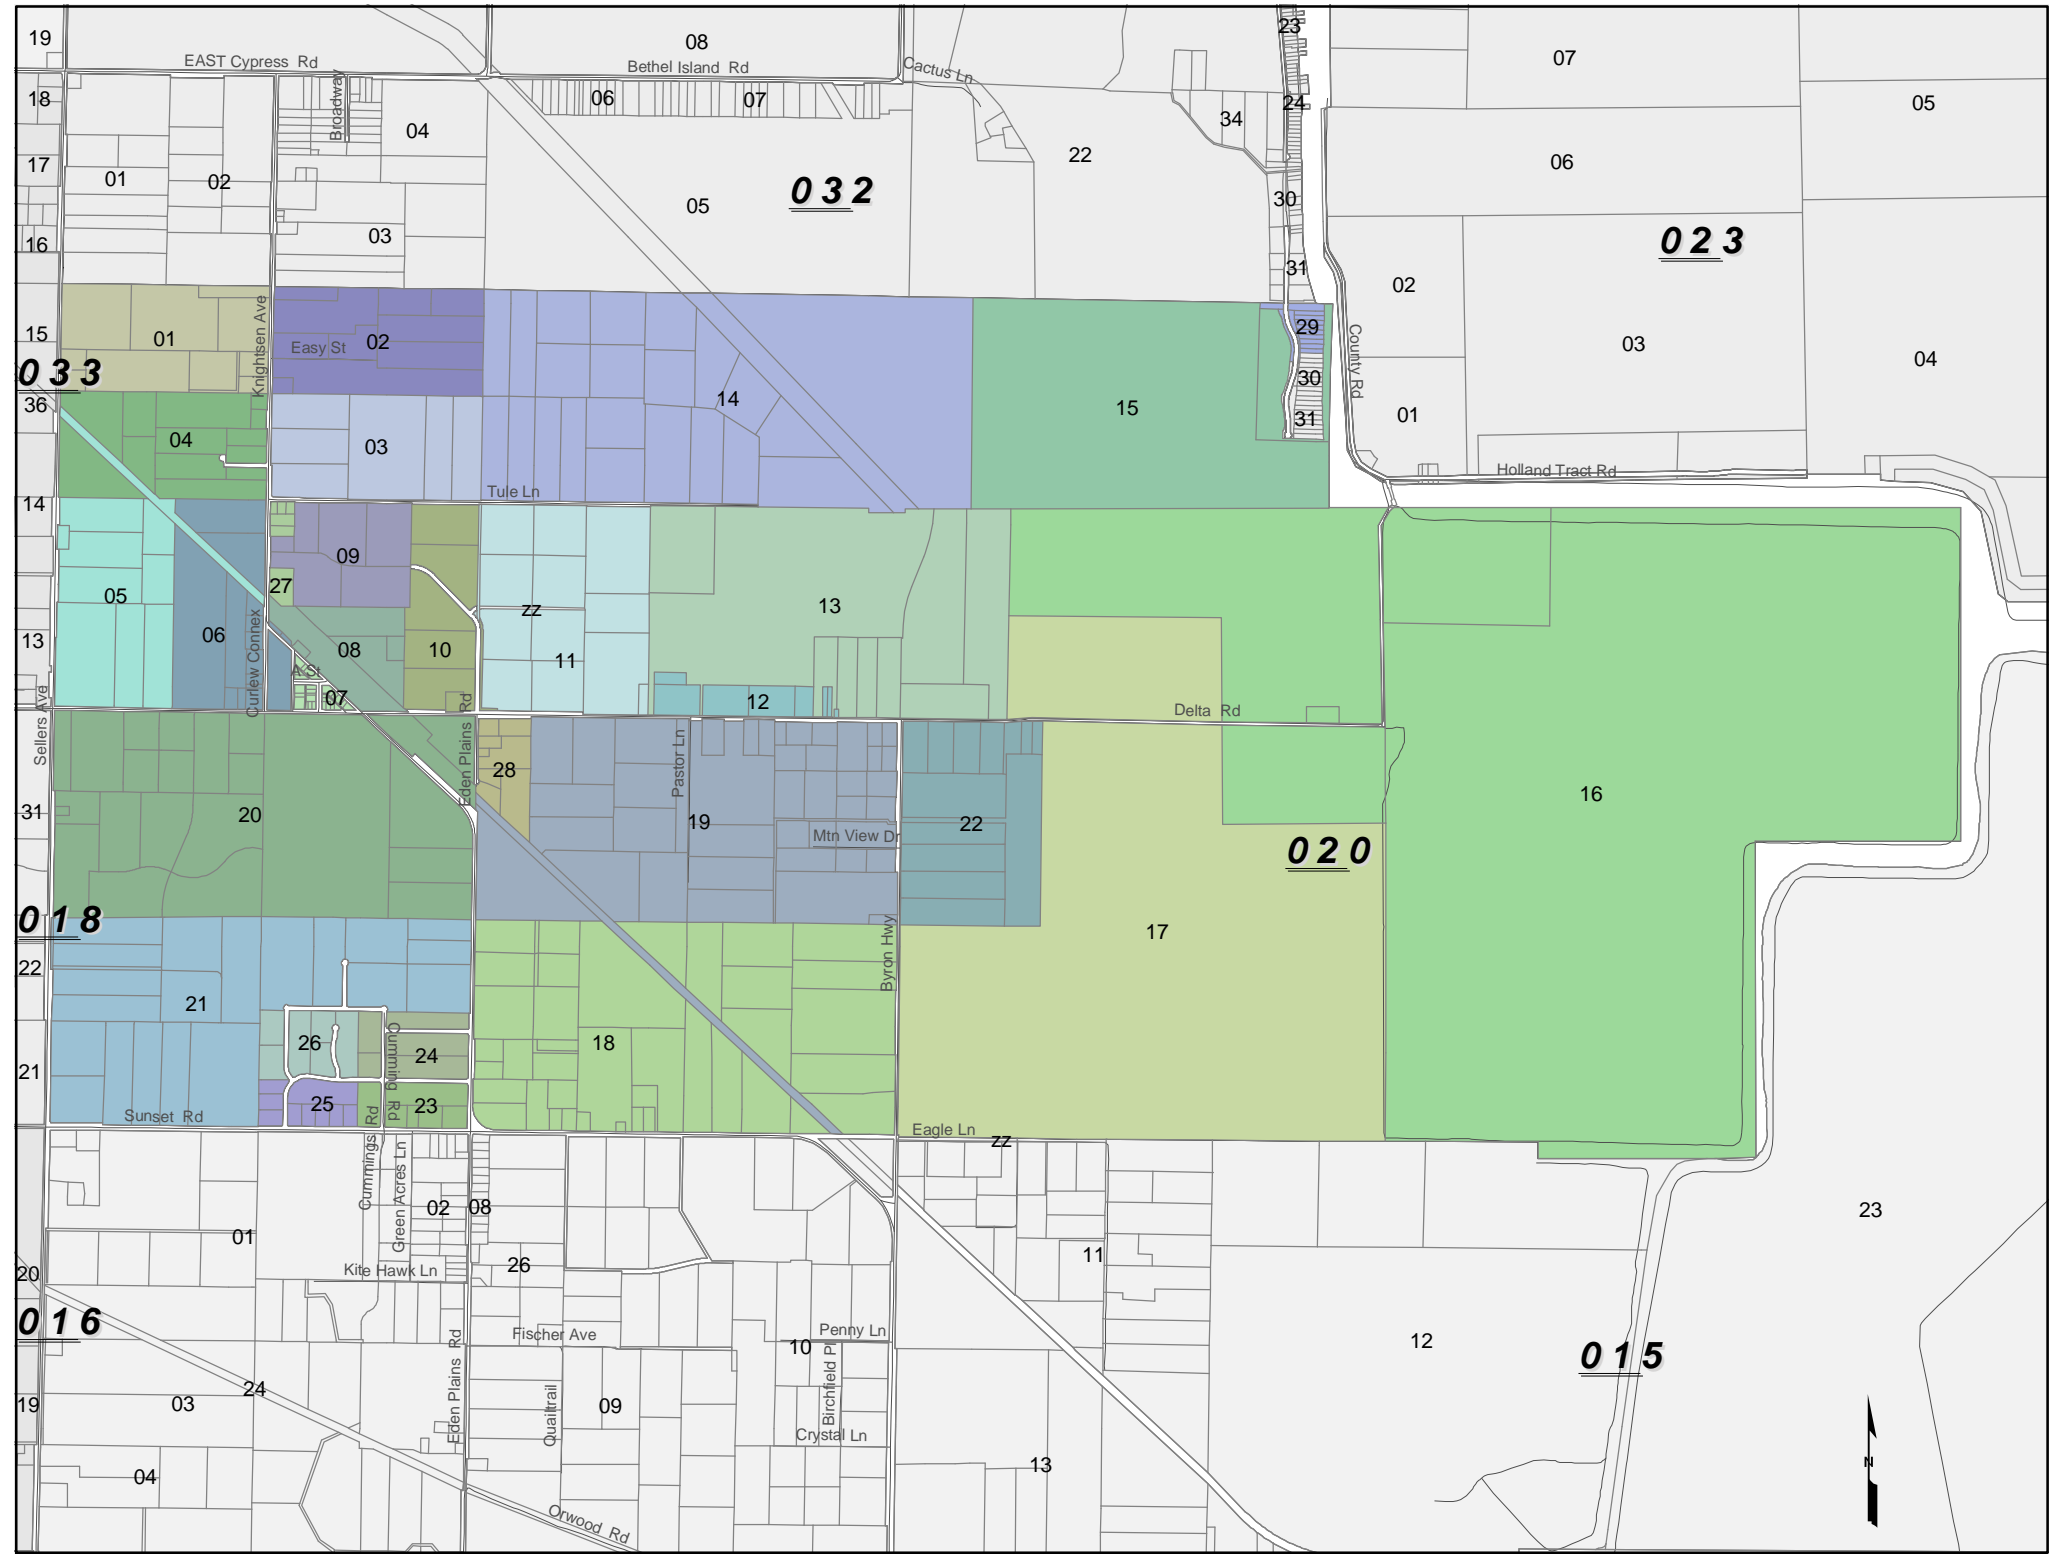 19
08
23
07
EAST Cypress Rd
Bethel Island Rd
Cactus Ln
18
Broadway
04
06
07
34
24
05
17
01
02
22
06
16
03
05
032
30
31
023
02
15
01
Knightsen Ave
Easy St
02
29
County Rd
03
04
033
36
14
15
30
31
01
04
03
Holland Tract Rd
14
Tule Ln
05
27
09
zz
13
13
06
Curlew Connex
08
10
11
A St
07
12
Sellers Ave
Eden Plains Rd
Delta Rd
28
Pastor Ln
31
20
19
Mtn View Dr
22
16
020
018
22
21
Byron Hwy
17
21
26
Cumming Rd
24
18
25
23
Sunset Rd
Cummings Rd
Green Acres Ln
Eagle Ln
zz
01
02
08
23
20
Kite Hawk Ln
26
11
016
Fischer Ave
Penny Ln
10
12
015
19
03
24
Eden Plains Rd
Quailtrail
09
Birchfield Pl
Crystal Ln
04
13
N
Orwood Rd